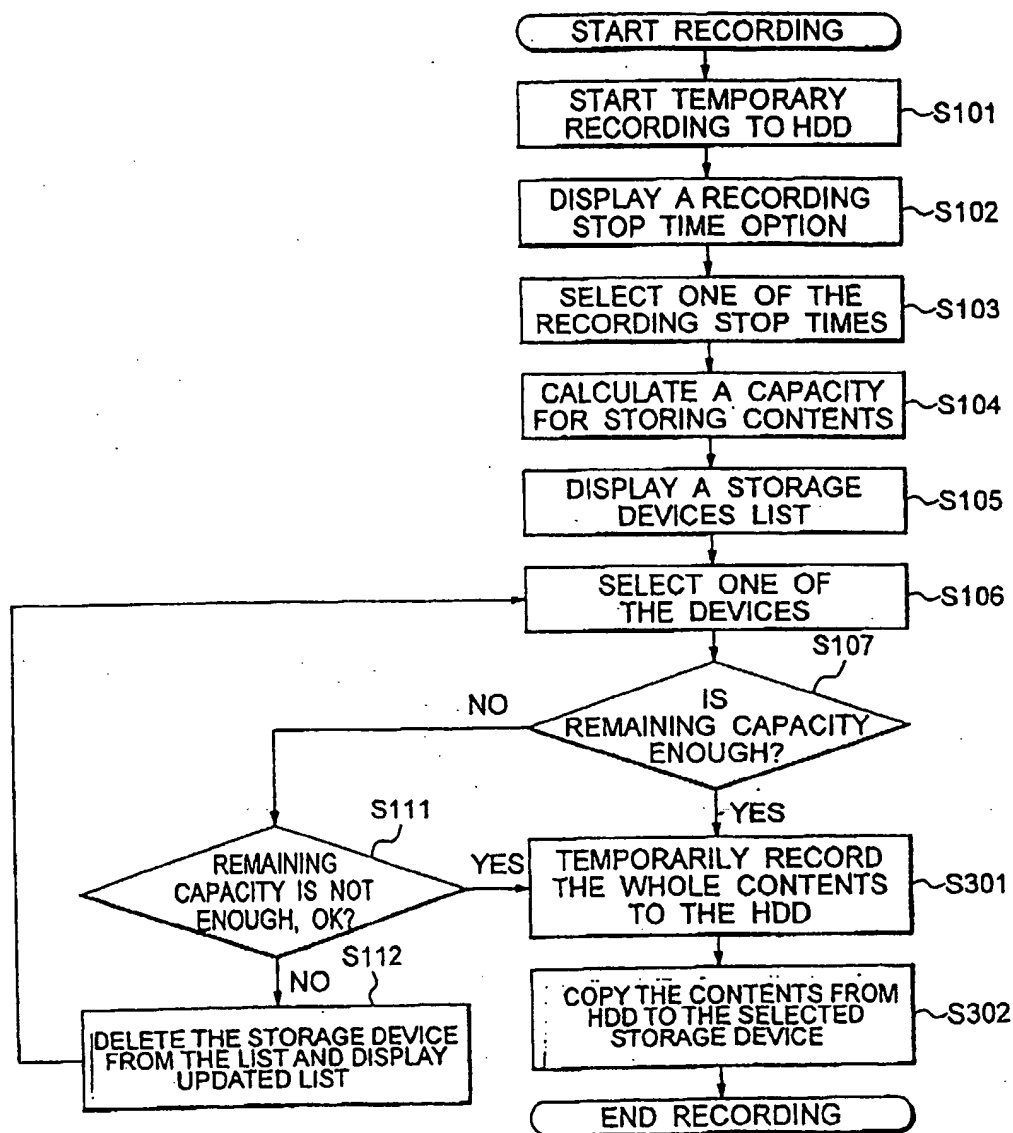 START RECORDING
START TEMPORARY
RECORDING TO HDD
S101
DISPLAY A RECORDING
STOP TIME OPTION
S102
SELECT ONE OF THE
RECORDING STOP TIMES
S103
CALCULATE A CAPACITY
FOR STORING CONTENTS
S104
DISPLAY A STORAGE
DEVICES LIST
S105
SELECT ONE OF
THE DEVICES
S106
S107
IS
REMAINING CAPACITY
ENOUGH?
NO
YES
S111
REMAINING
CAPACITY IS NOT
ENOUGH, OK?
YES
NO
TEMPORARILY RECORD
THE WHOLE CONTENTS
TO THE HDD
S301
S112
DELETE THE STORAGE DEVICE
FROM THE LIST AND DISPLAY
UPDATED LIST
COPY THE CONTENTS FROM
HDD TO THE SELECTED
STORAGE DEVICE
S302
END RECORDING